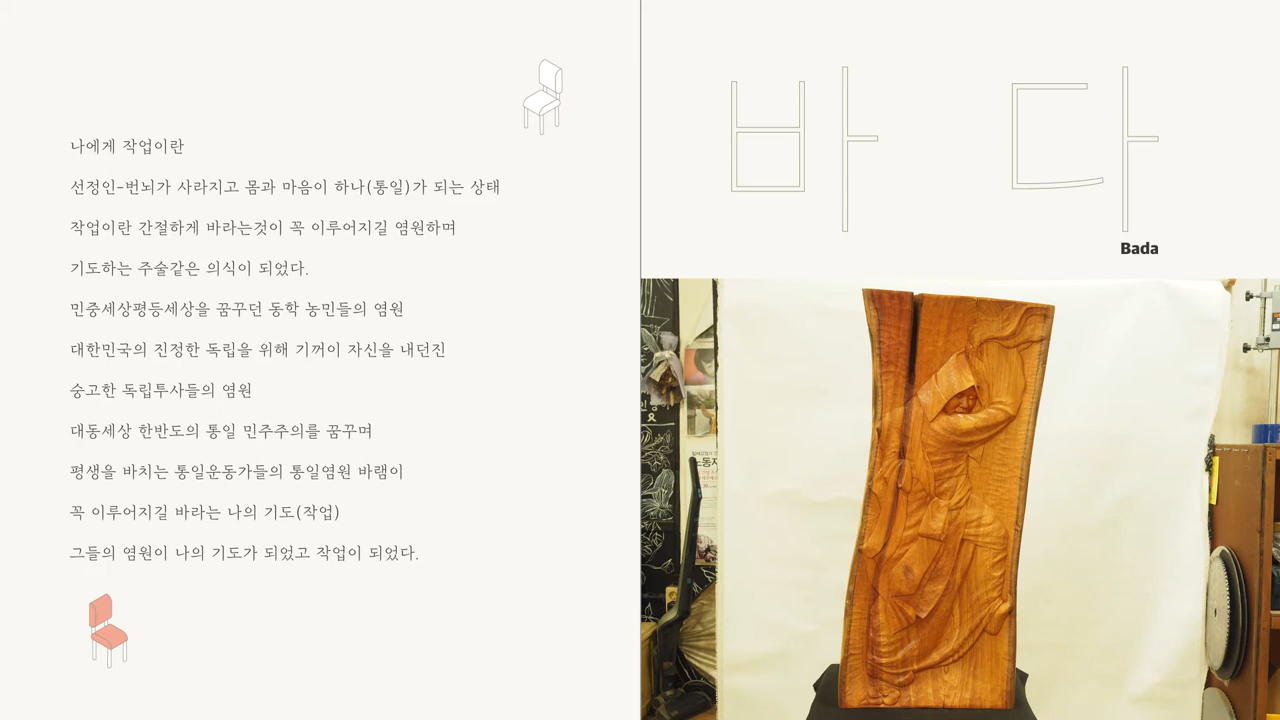 나에게 작업이란
선정인-번뇌가 사라지고 몸과 마음이 하나(통일)가 되는 상태
작업이란 간절하게 바라는것이 꼭 이루어지길 염원하며
기도하는 주술같은 의식이 되었다.
민중세상평등세상을 꿈꾸던 동학 농민들의 염원
대한민국의 진정한 독립을 위해 기꺼이 자신을 내던진
숭고한 독립투사들의 염원
대동세상 한반도의 통일 민주주의를 꿈꾸며
평생을 바치는 통일운동가들의 통일염원 바램이
꼭 이루어지길 바라는 나의 기도(작업)
그들의 염원이 나의 기도가 되었고 작업이 되었다.
바다
Bada